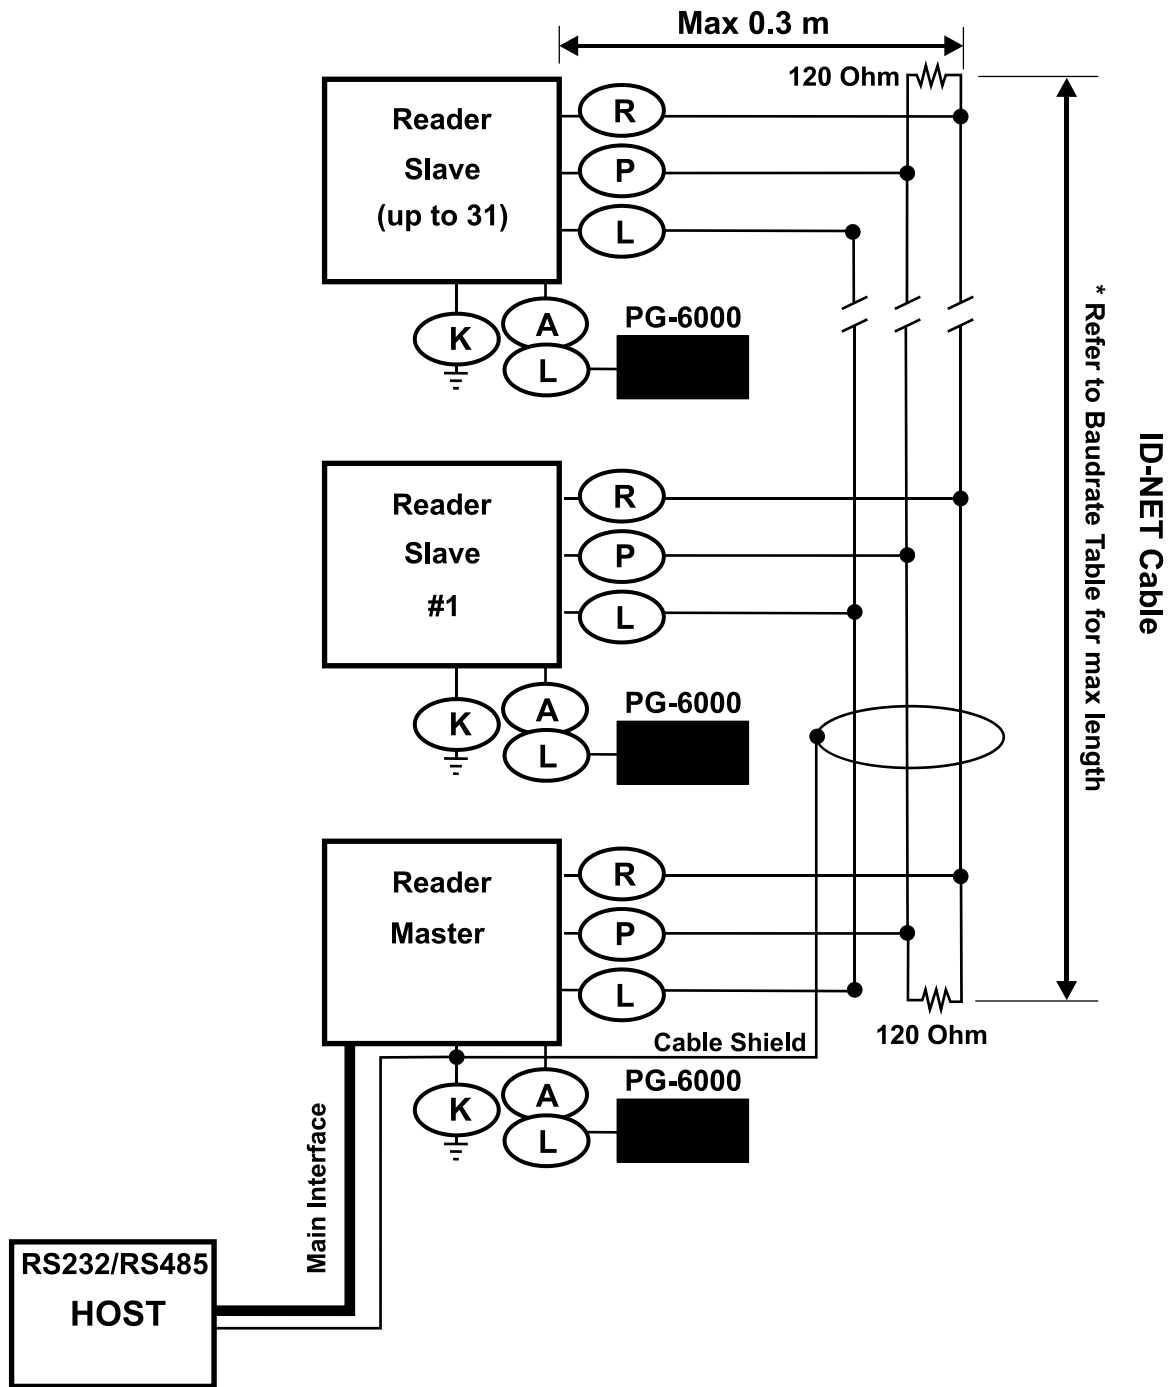 Max 0.3 m
120 Ohm
Reader
Slave
(up to 31)
R
P
L
K
A
L
PG-6000
Reader
Slave
#1
R
P
L
K
A
L
PG-6000
Reader
Master
R
P
L
120 Ohm
Cable Shield
K
A
L
PG-6000
Main Interface
RS232/RS485
HOST
* Refer to Baudrate Table for max length
ID-NET Cable